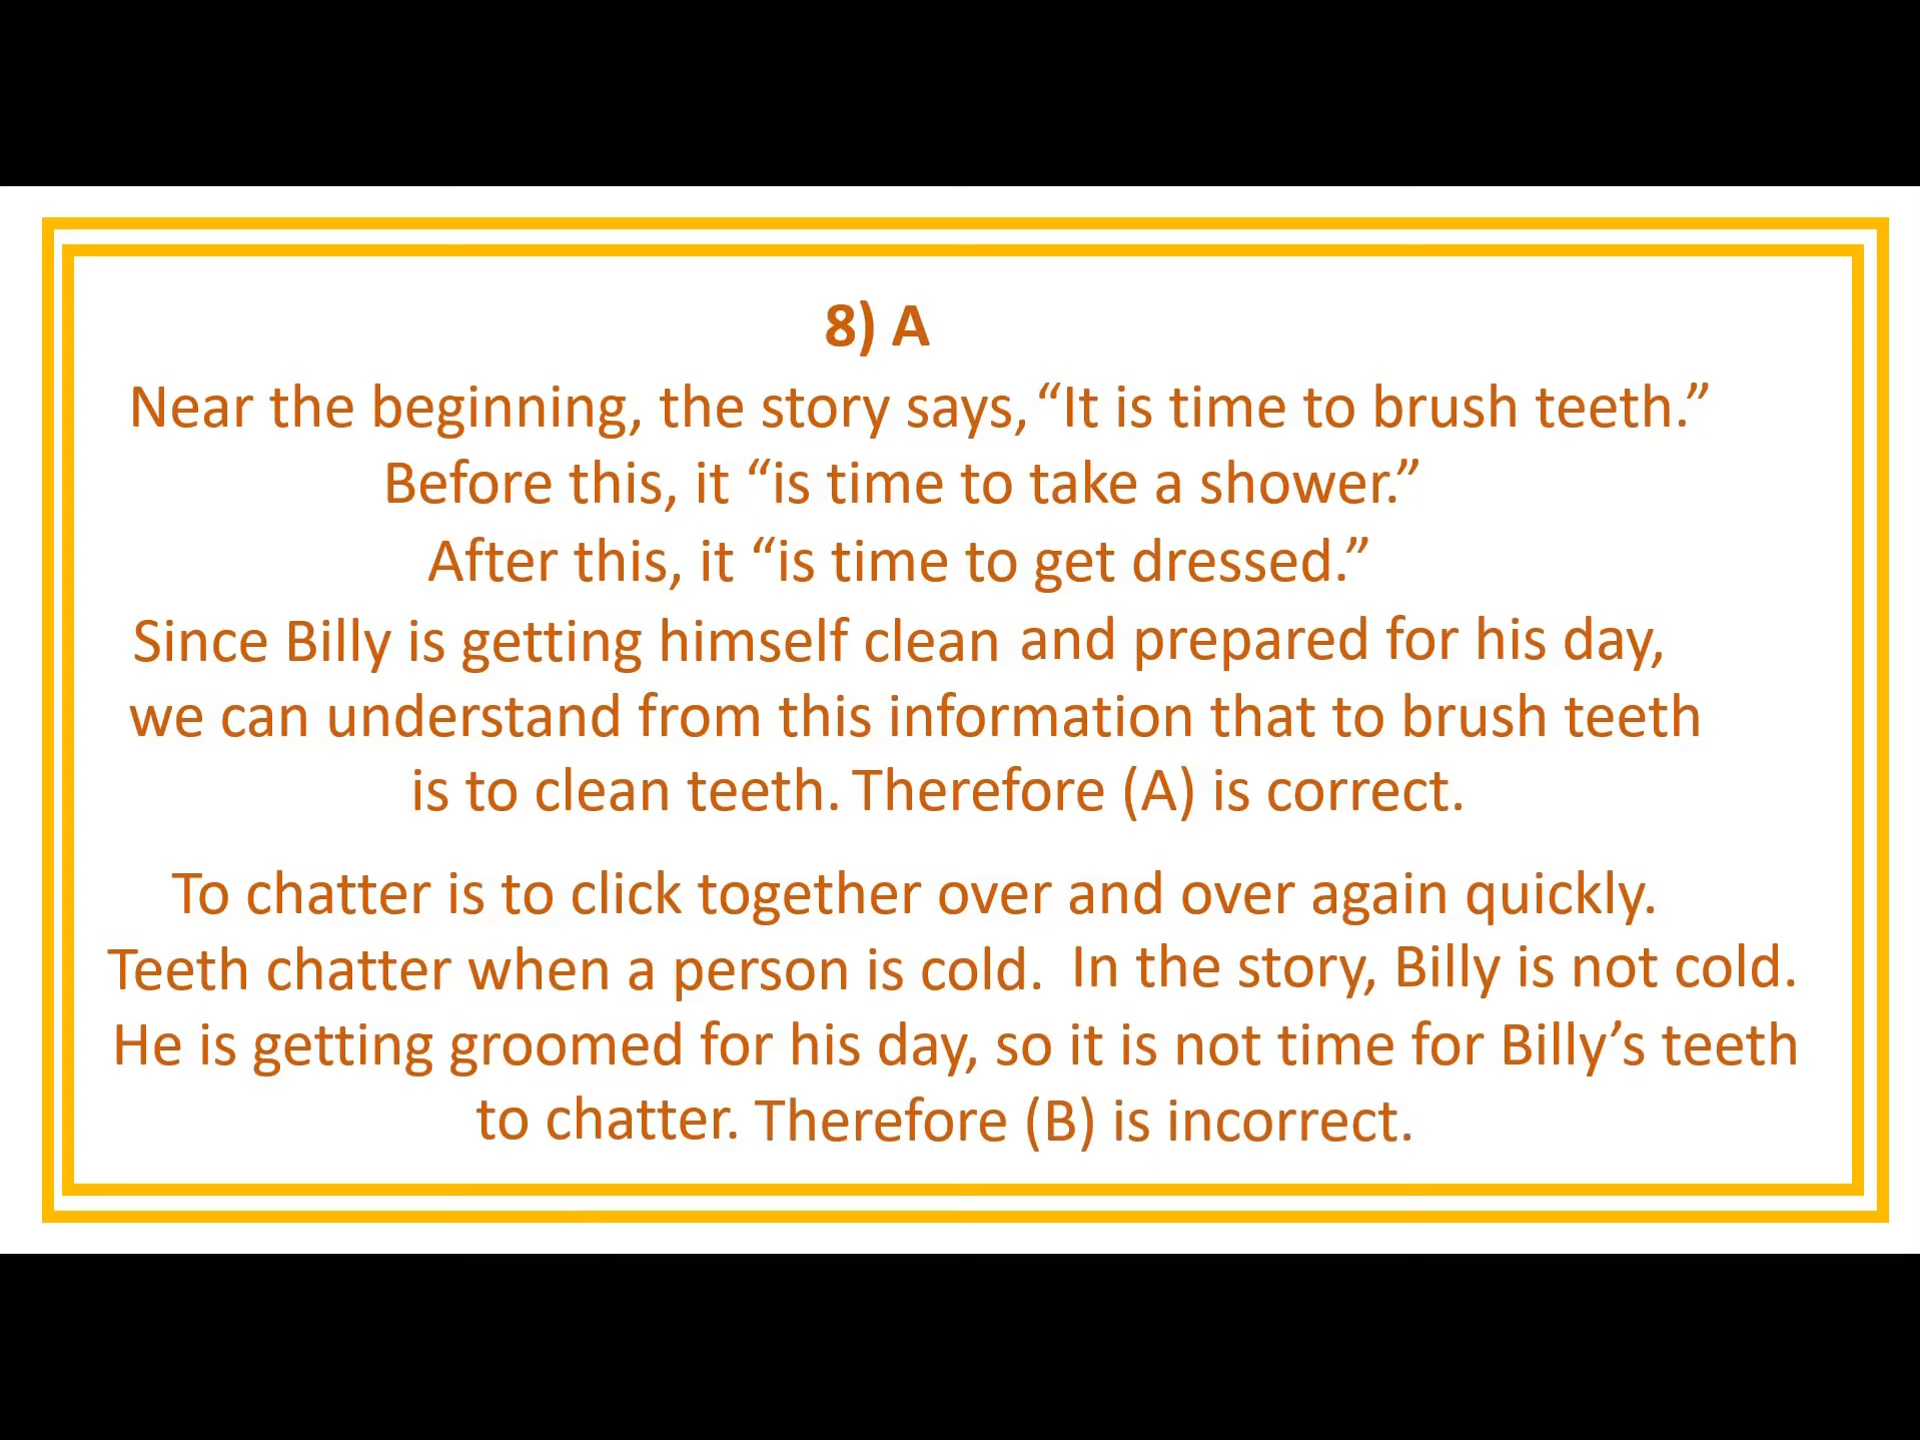 8) A
Near the beginning, the story says, “It is time to brush teeth.”
Before this, it “is time to take a shower.”
After this, it “is time to get dressed.”
Since Billy is getting himself clean and prepared for his day,
we can understand from this information that to brush teeth
is to clean teeth. Therefore (A) is correct.
To chatter is to click together over and over again quickly.
Teeth chatter when a person is cold. In the story, Billy is not cold.
He is getting groomed for his day, so it is not time for Billy’s teeth
to chatter. Therefore (B) is incorrect.